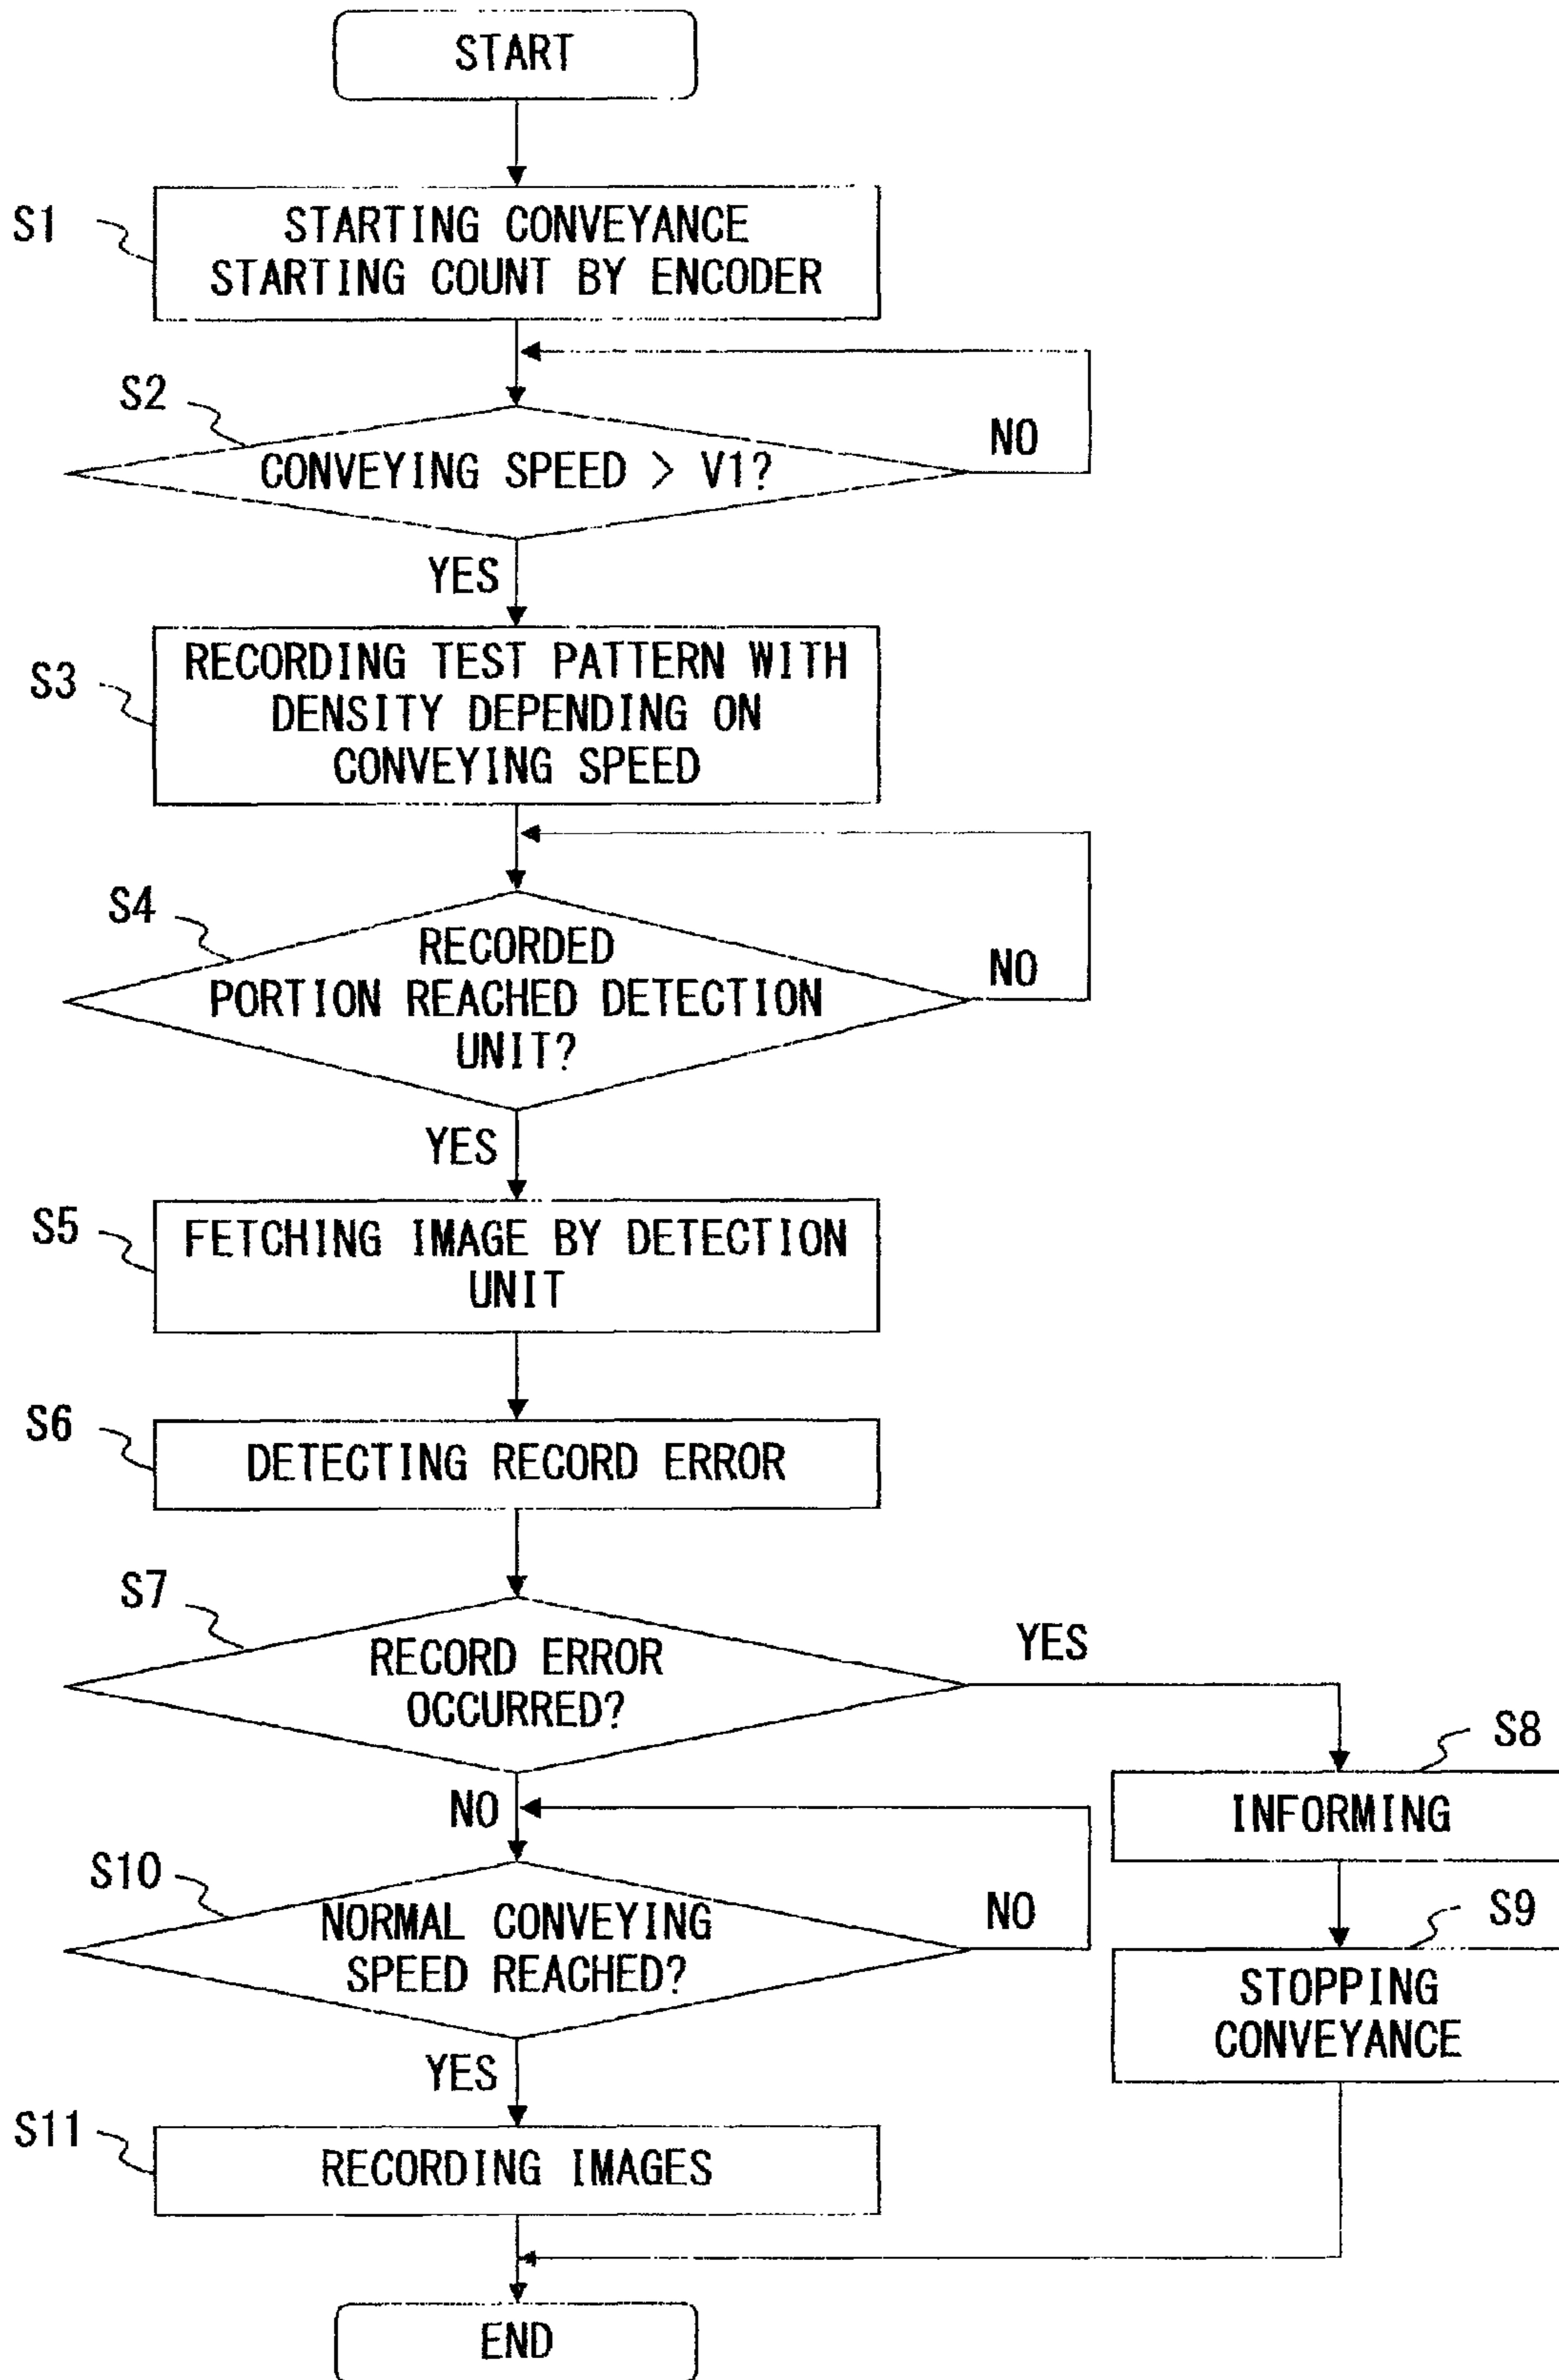 START
S1
STARTING CONVEYANCE
STARTING COUNT BY ENCODER
S2
CONVEYING SPEED > V1?
NO
YES
S3
RECORDING TEST PATTERN WITH
DENSITY DEPENDING ON
CONVEYING SPEED
S4
RECORDED
PORTION REACHED DETECTION
UNIT?
NO
YES
S5
FETCHING IMAGE BY DETECTION
UNIT
S6
DETECTING RECORD ERROR
S7
RECORD ERROR
OCCURRED?
YES
NO
S8
INFORMING
S9
STOPPING
CONVEYANCE
S10
NORMAL CONVEYING
SPEED REACHED?
NO
YES
S11
RECORDING IMAGES
END